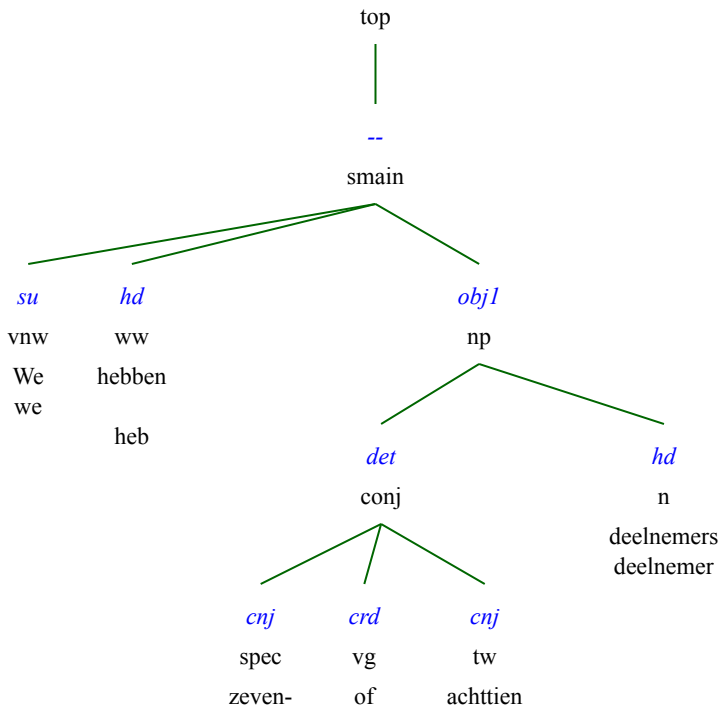 top
--
smain
su hd obj1
vnw ww np
We hebben
we
heb
det hd
conj n
deelnemers
deelnemer
cnj crd cnj
spec vg tw
zeven- of achttien